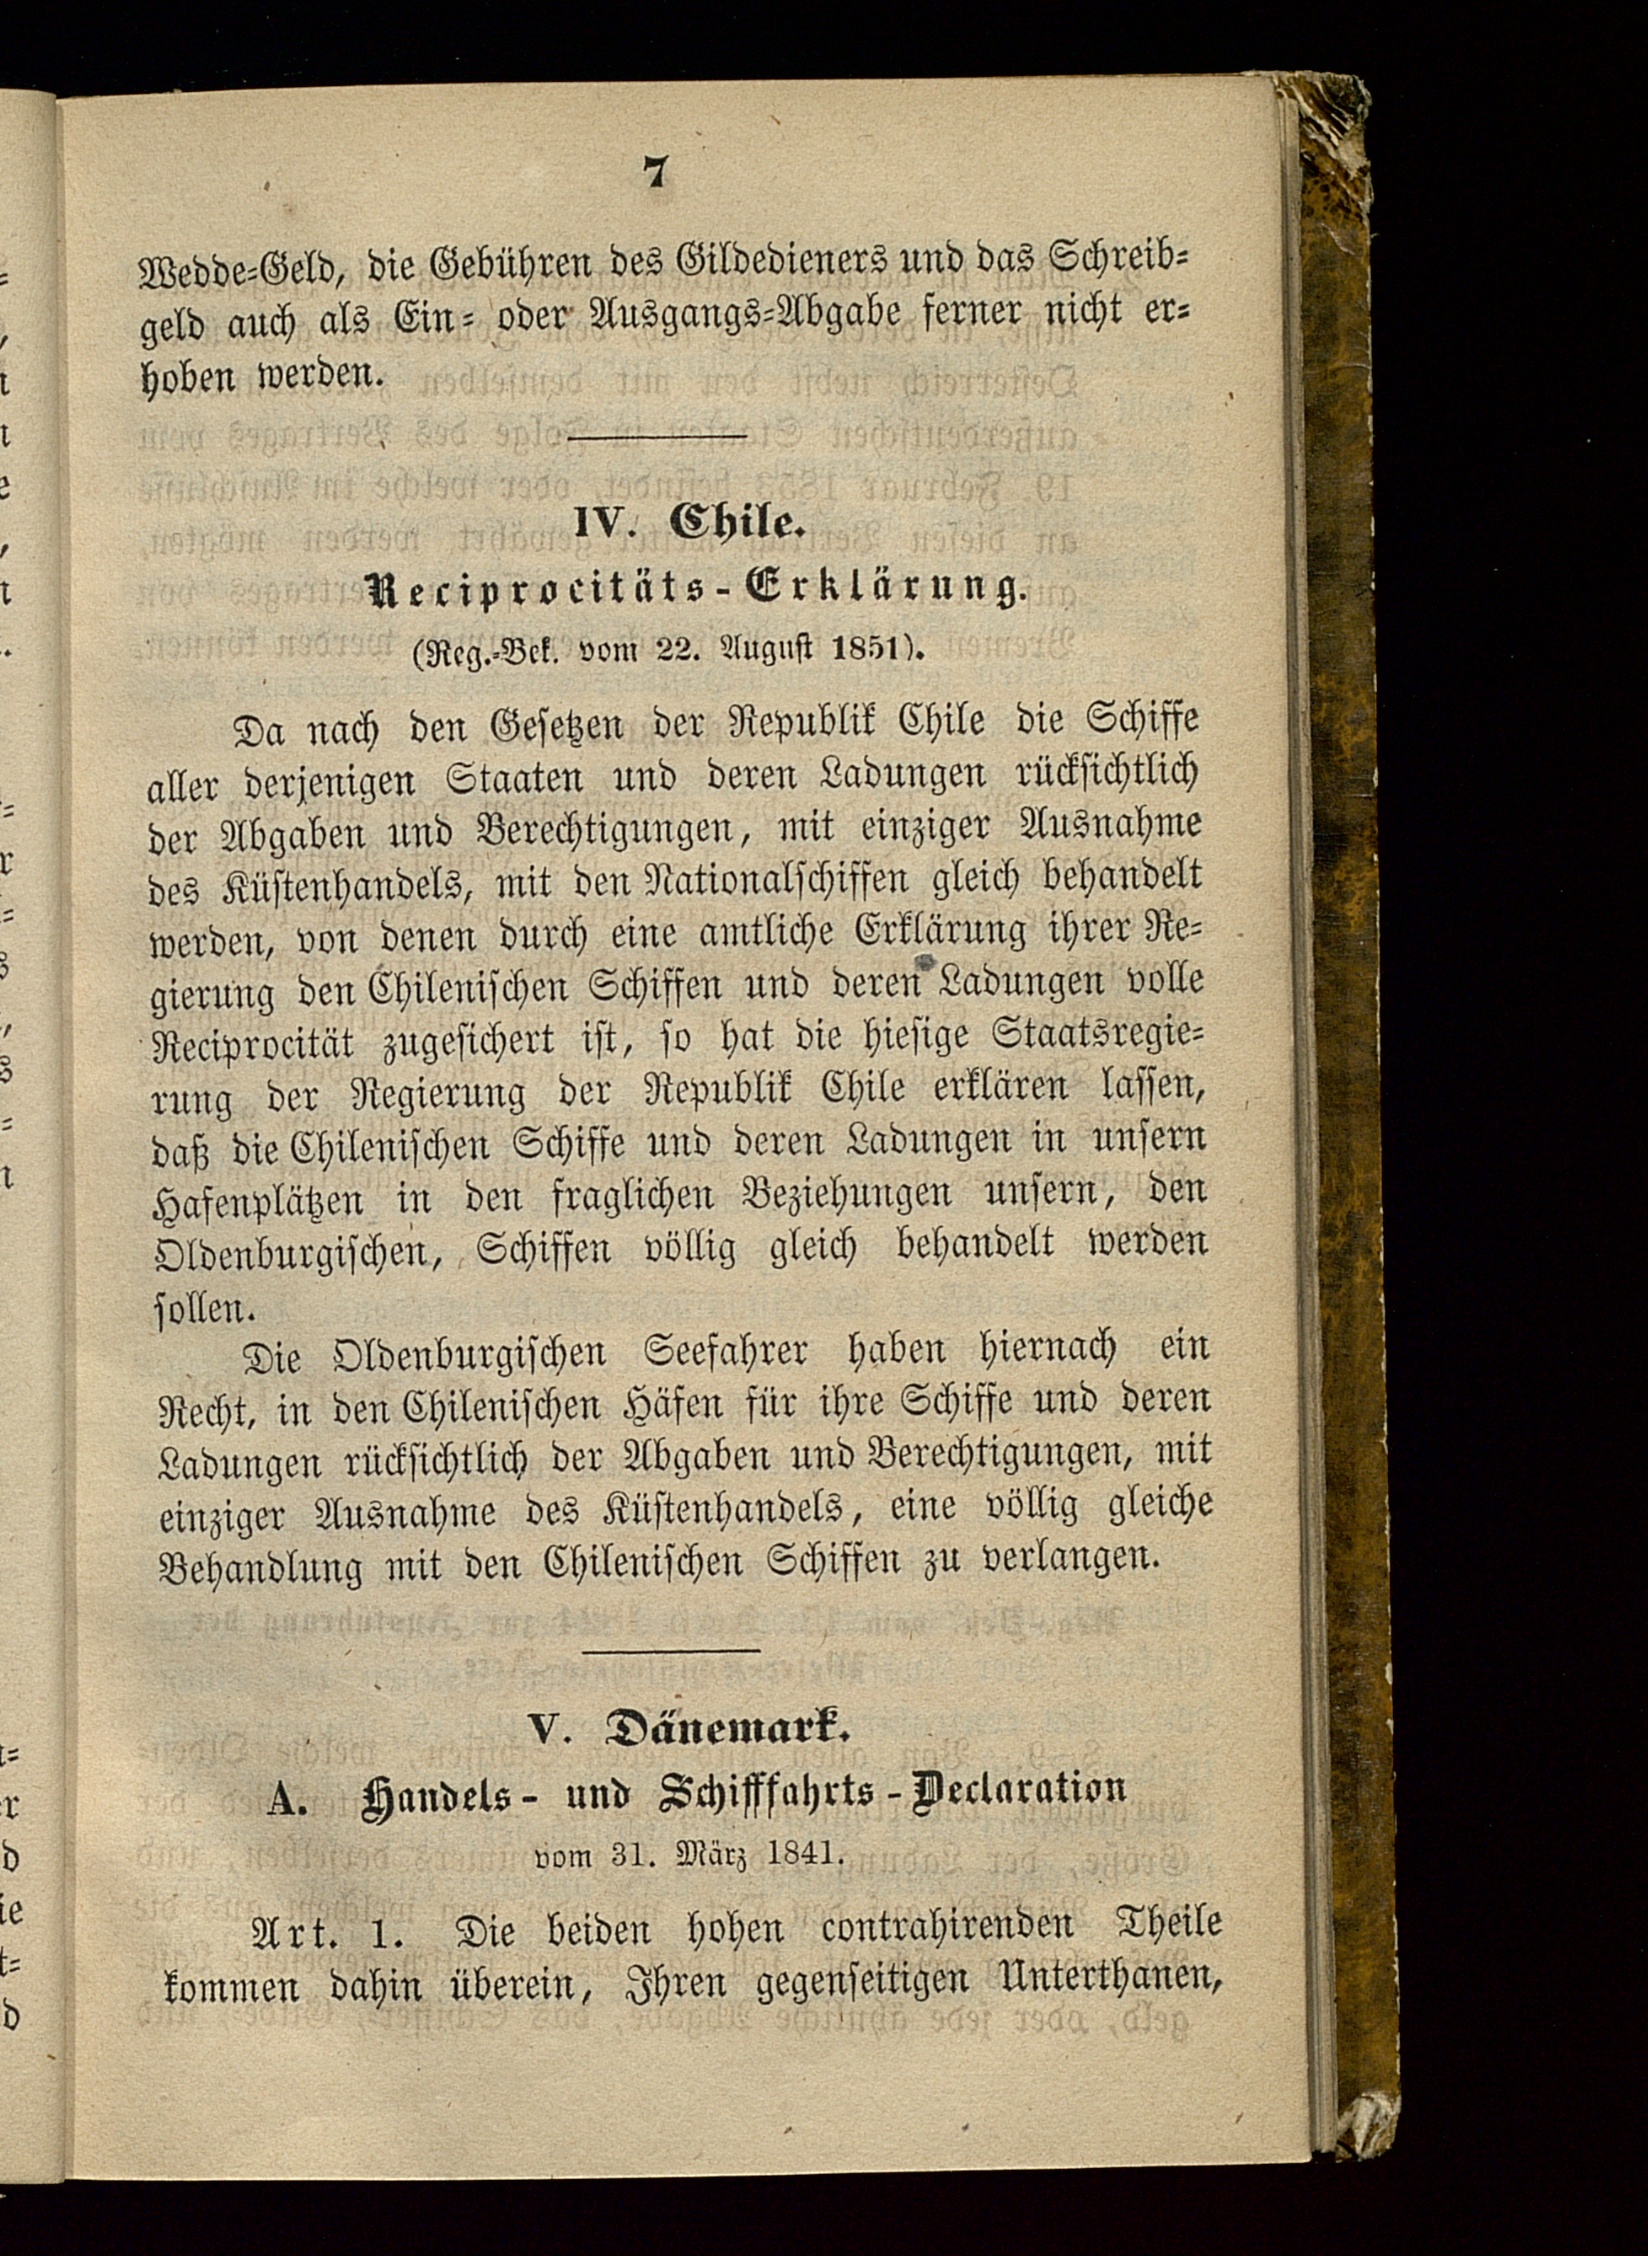 7
Wedde-Geld, die Gebühren des Gildedieners und das Schreib-
geld auch als Ein- oder Ausgangs-Abgabe ferner nicht er-
hoben werden.
IV. Chile.
Reciprocitäts-Erklärung.
(Reg.-Bek. vom 22. August 1851).
Da nach den Gesetzen der Republik Chile die Schiffe
aller derjenigen Staaten und deren Ladungen rücksichtlich
der Abgaben und Berechtigungen, mit einziger Ausnahme
des Küstenhandels, mit den Nationalschiffen gleich behandelt
werden, von denen durch eine amtliche Erklärung ihrer Re-
gierung den Chilenischen Schiffen und deren Ladungen volle
Reciprocität zugesichert ist, so hat die hiesige Staatsregie-
rung der Regierung der Republik Chile erklären lassen,
daß die Chilenischen Schiffe und deren Ladungen in unsern
Hafenplätzen in den fraglichen Beziehungen unsern, den
Oldenburgischen, Schiffen völlig gleich behandelt werden
sollen.
Die Oldenburgischen Seefahrer haben hiernach ein
Recht, in den Chilenischen Häfen für ihre Schiffe und deren
Ladungen rücksichtlich der Abgaben und Berechtigungen, mit
einziger Ausnahme des Küstenhandels, eine völlig gleiche
Behandlung mit den Chilenischen Schiffen zu verlangen.
V. Dänemark.
A. Handels- und Schifffahrts-Declaration
vom 31. März 1841.
Art. 1. Die beiden hohen contrahirenden Theile
kommen dahin überein, Ihren gegenseitigen Unterthanen,